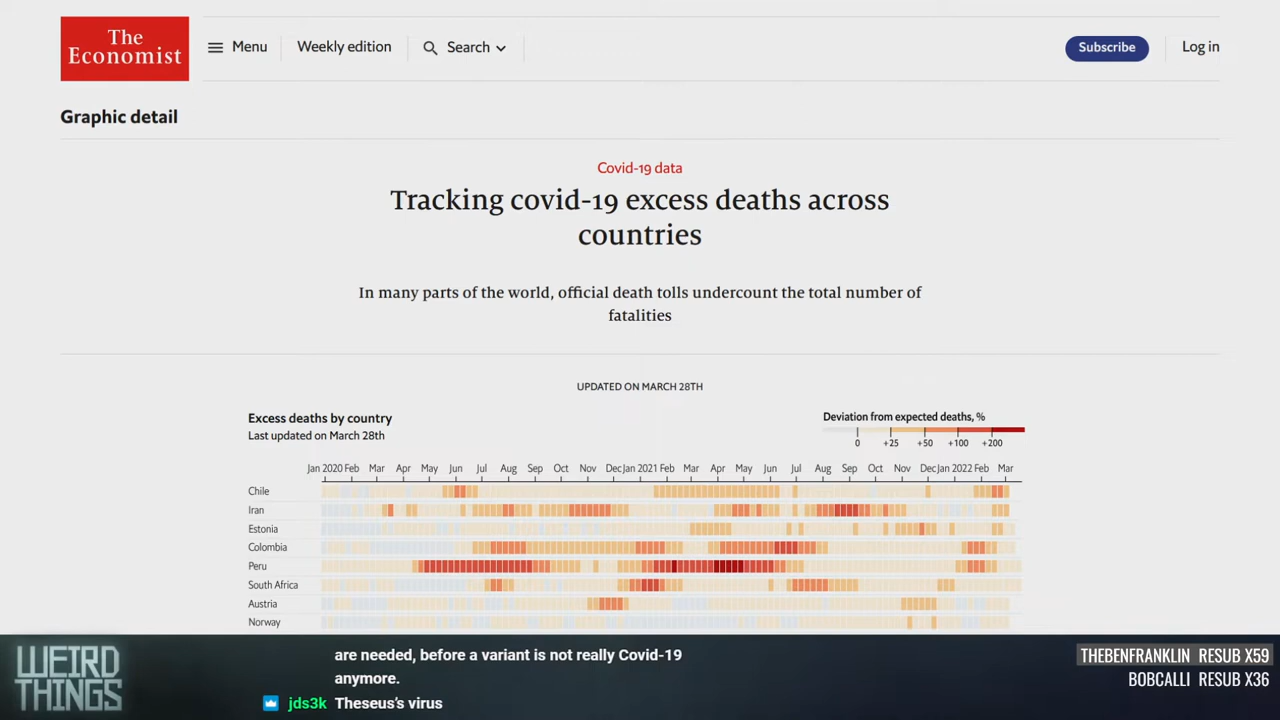 The
Economist
Menu
Weekly edition
Search
Subscribe
Log in
Graphic detail
Covid-19 data
Tracking covid-19 excess deaths across
countries
In many parts of the world, official death tolls undercount the total number of
fatalities
UPDATED ON MARCH 28TH
Excess deaths by country
Last updated on March 28th
Deviation from expected deaths, %
0 +25 +50 +100 +200
Jan 2020 Feb Mar Apr May Jun Jul Aug Sep Oct Nov Dec Jan 2021 Feb Mar Apr May Jun Jul Aug Sep Oct Nov Dec Jan 2022 Feb Mar
Chile
Iran
Estonia
Colombia
Peru
South Africa
Austria
Norway
WEIRD
THINGS
are needed, before a variant is not really Covid-19
anymore.
jds3k Theseus's virus
THEBENFRANKLIN RESUB X59
BOBCALLI RESUB X36